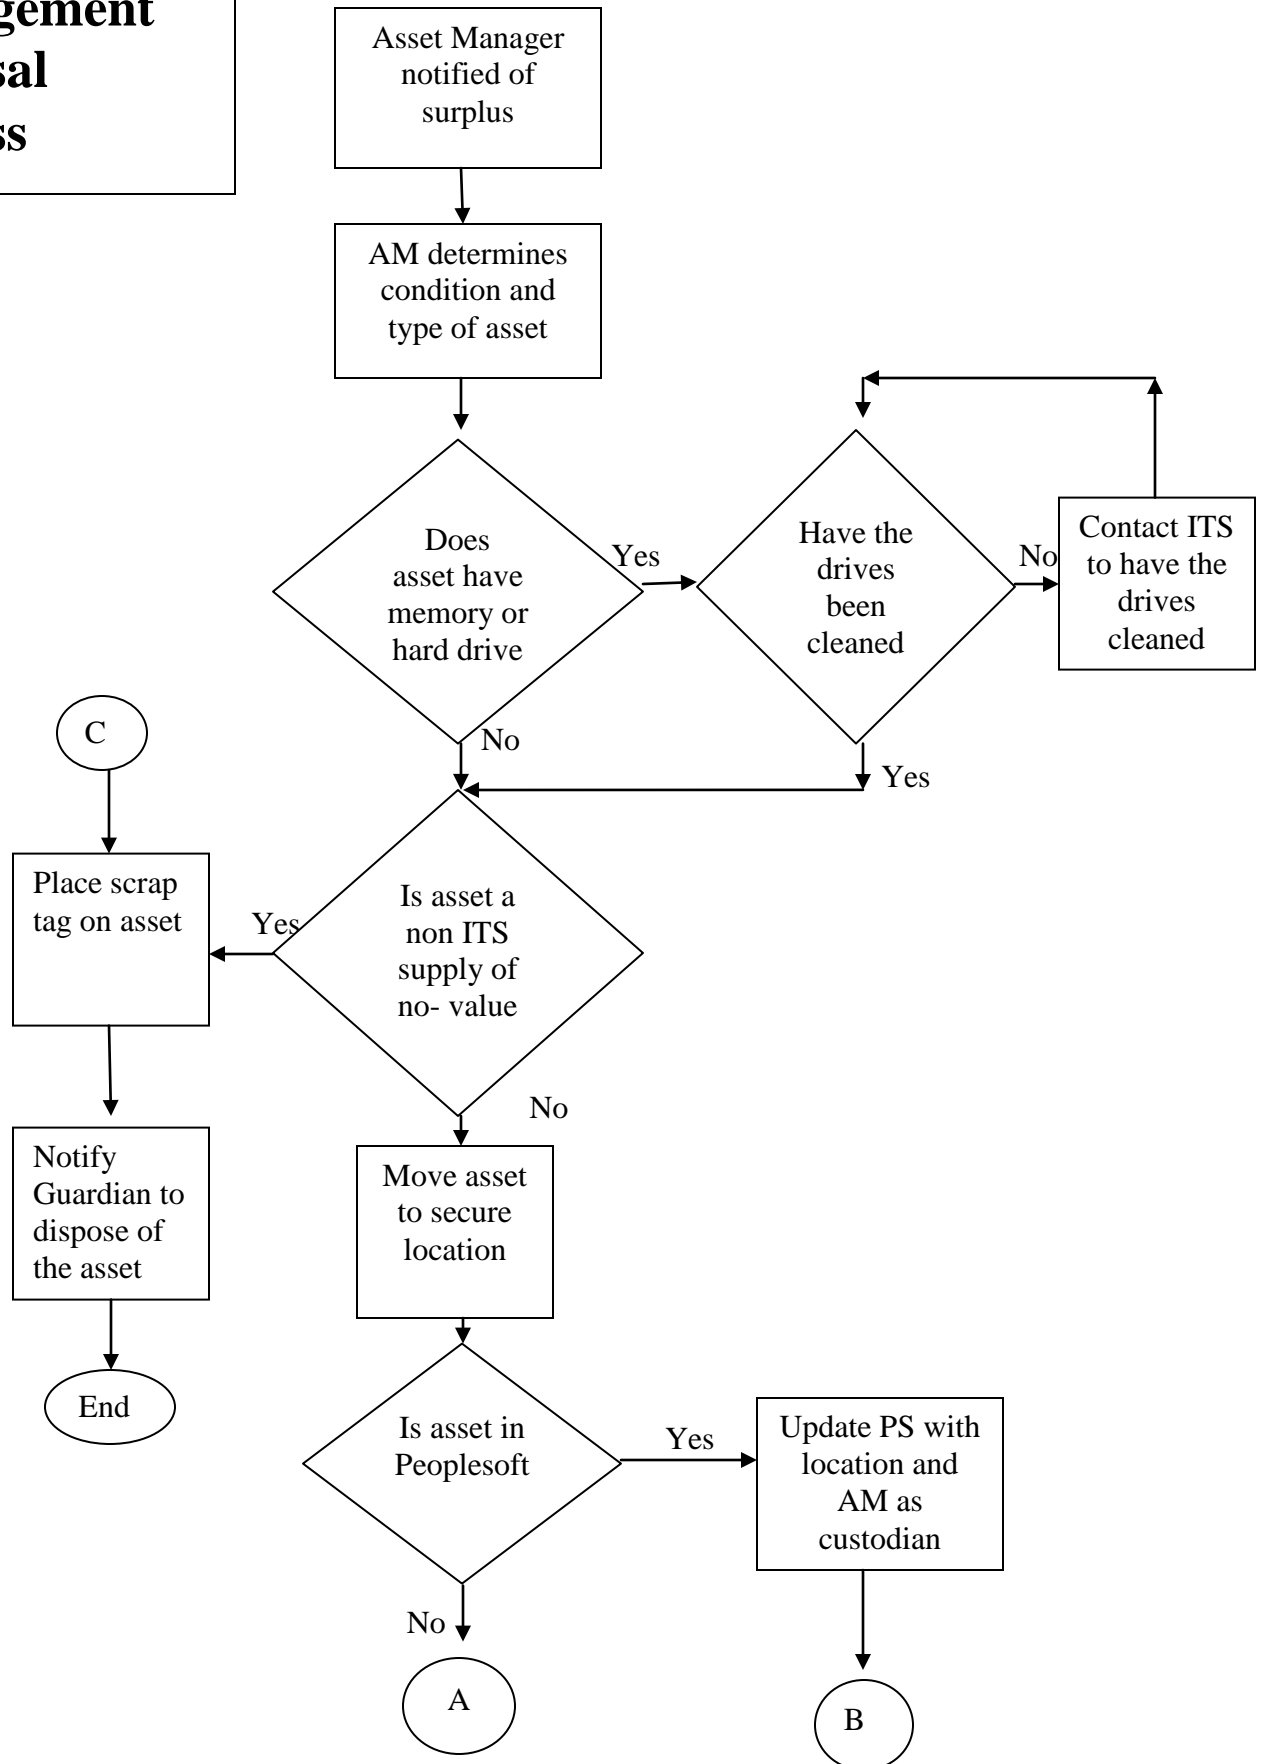 gement
sal
ss
Asset Manager
notified of
surplus
AM determines
condition and
type of asset
Does
asset have
memory or
hard drive
Yes
Have the
drives
been
cleaned
No
Contact ITS
to have the
drives
cleaned
No
Yes
C
Place scrap
tag on asset
Yes
Is asset a
non ITS
supply of
no- value
No
Notify
Guardian to
dispose of
the asset
Move asset
to secure
location
End
Is asset in
Peoplesoft
Yes
Update PS with
location and
AM as
custodian
No
A
B